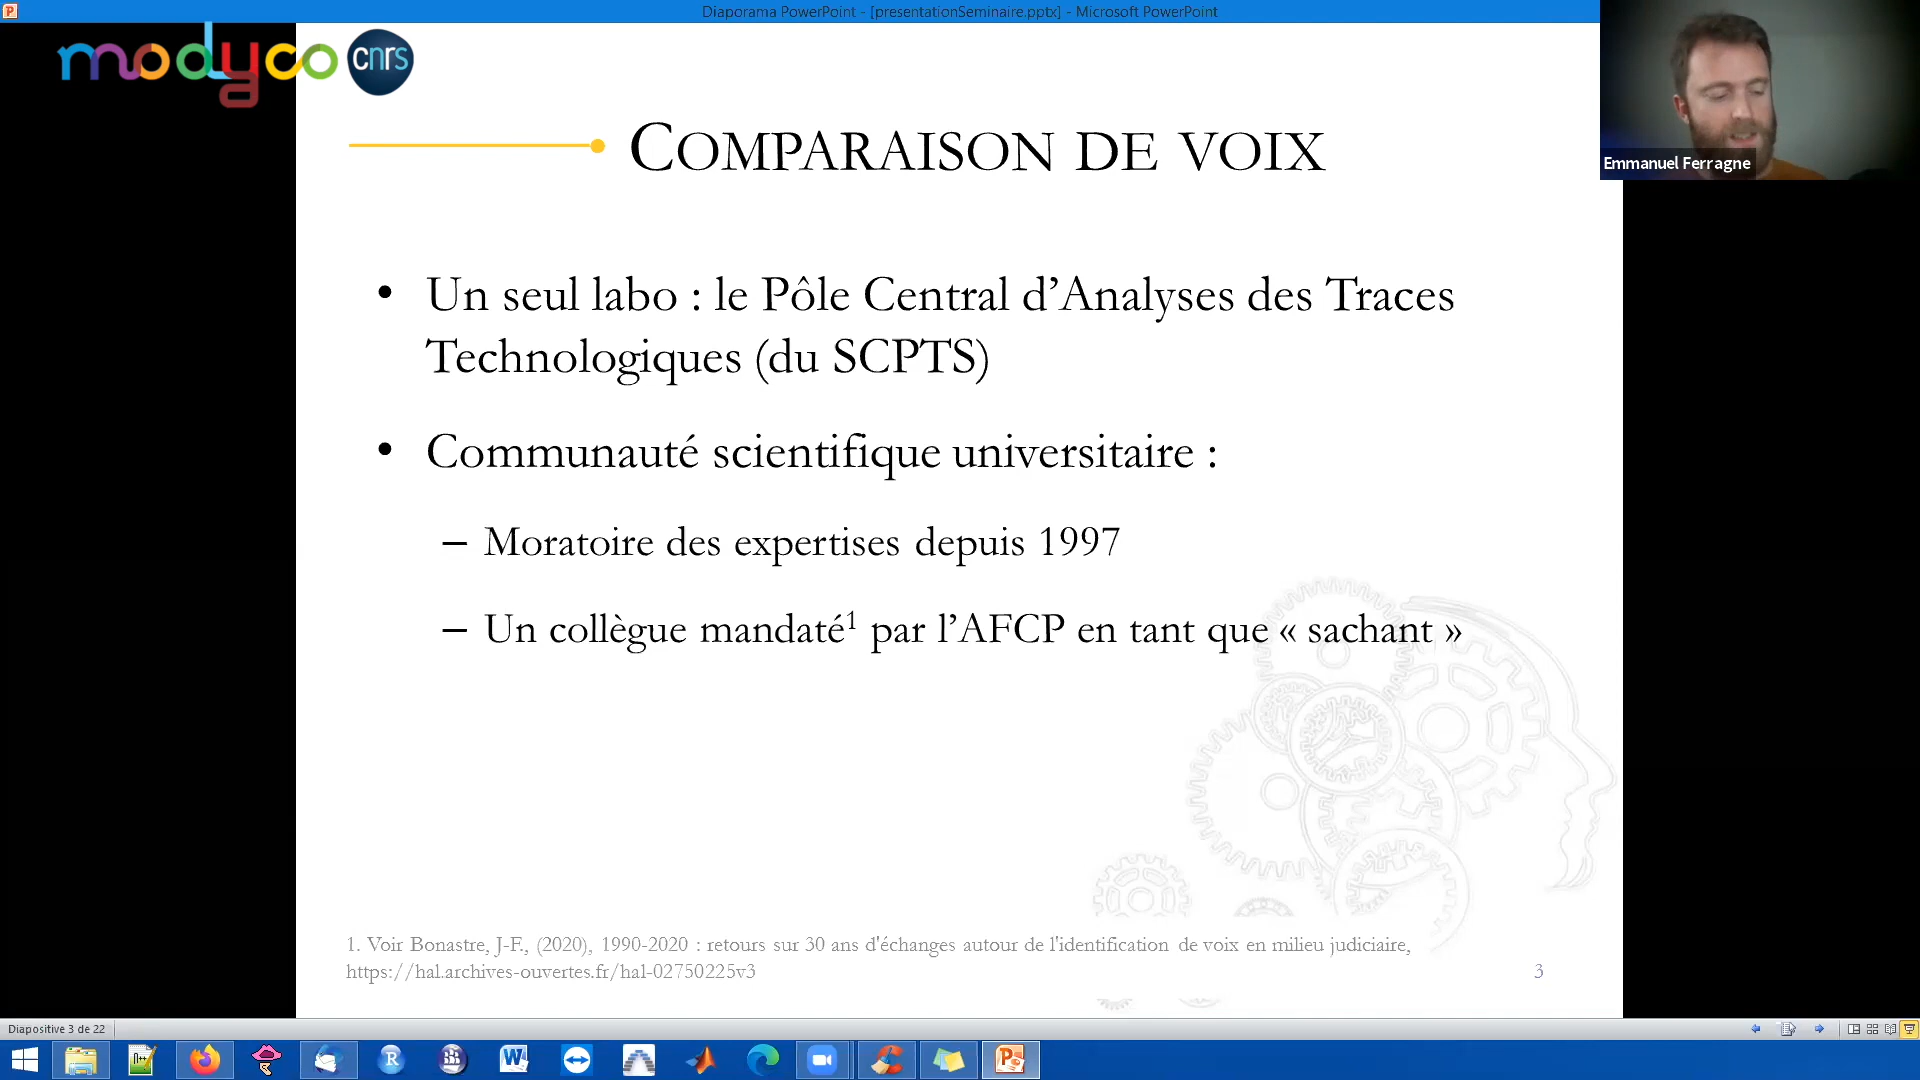 Diaporama PowerPoint - [presentationSeminaire.pptx] - Microsoft PowerPoint
modyco cnrs
Emmanuel Ferragne
COMPARAISON DE VOIX
• Un seul labo : le Pôle Central d’Analyses des Traces
Technologiques (du SCPTS)
• Communauté scientifique universitaire :
– Moratoire des expertises depuis 1997
– Un collègue mandaté¹ par l’AFCP en tant que « sachant »
1. Voir Bonastre, J-F., (2020), 1990-2020 : retours sur 30 ans d'échanges autour de l'identification de voix en milieu judiciaire,
https://hal.archives-ouvertes.fr/hal-02750225v3
3
Diapositive 3 de 22